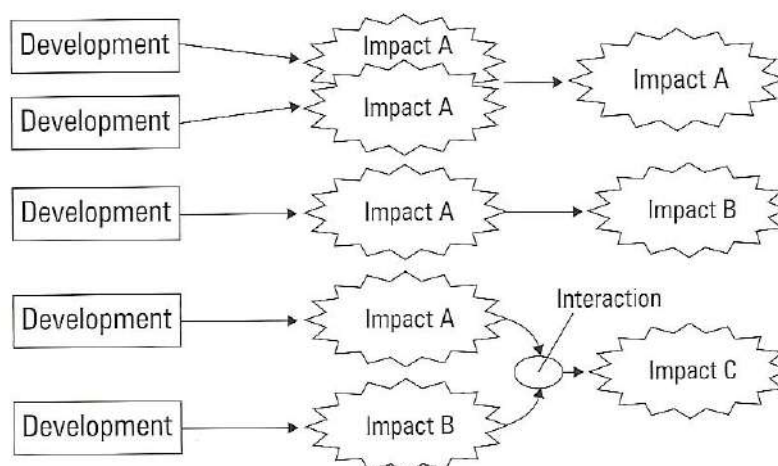 Development
Impact A
Impact A
Development
Impact A
Development
Impact A
Impact B
Development
Impact A
Interaction
Impact C
Development
Impact B